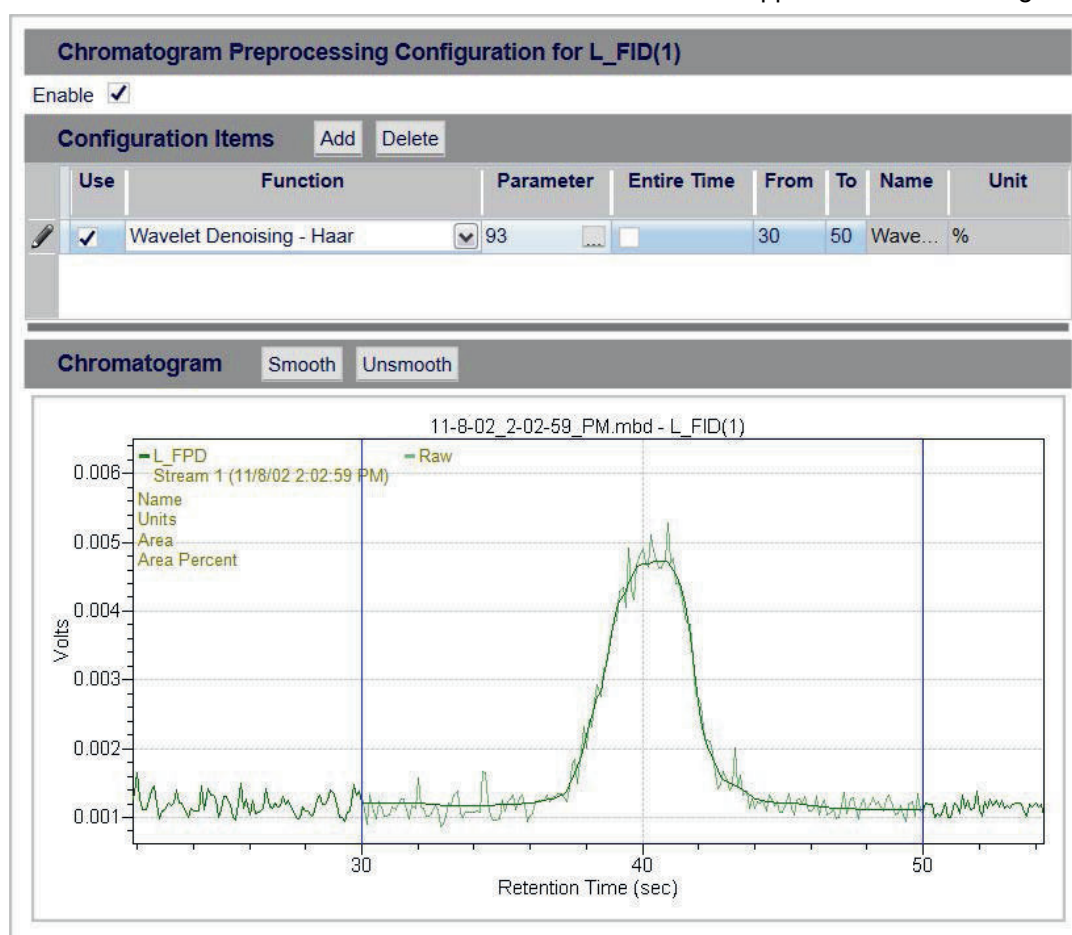 Chromatogram Preprocessing Configuration for L_FID(1)
Enable
Configuration Items Add Delete
Use Function Parameter Entire Time From To Name Unit
Wavelet Denoising - Haar 93 ... 30 50 Wave... %
Chromatogram Smooth Unsmooth
11-8-02_2-02-59_PM.mbd - L_FID(1)
L_FPD Raw
Stream 1 (11/8/02 2:02:59 PM)
Name
Units
Area
Area Percent
0.006
0.005
0.004
0.003
0.002
0.001
Volts
30 40 50
Retention Time (sec)